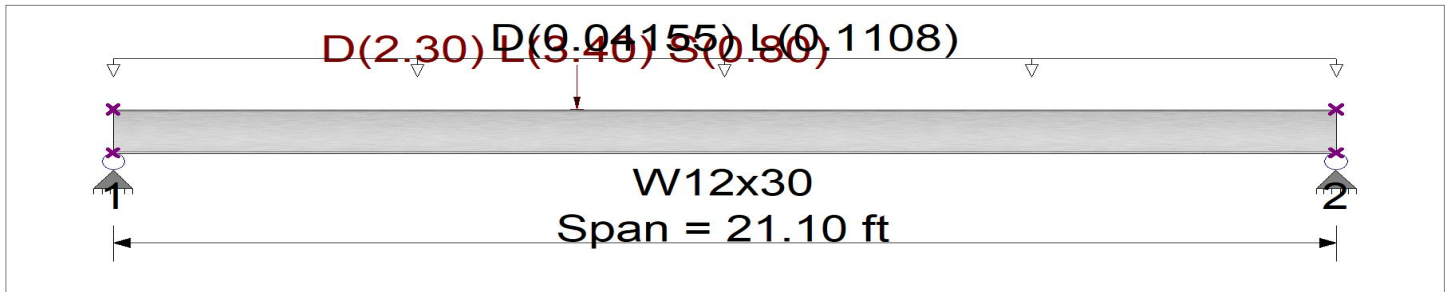 D(0.04155) L(0.1108)
D(2.30) L(3.40) S(0.80)
1
2
W12x30
Span = 21.10 ft